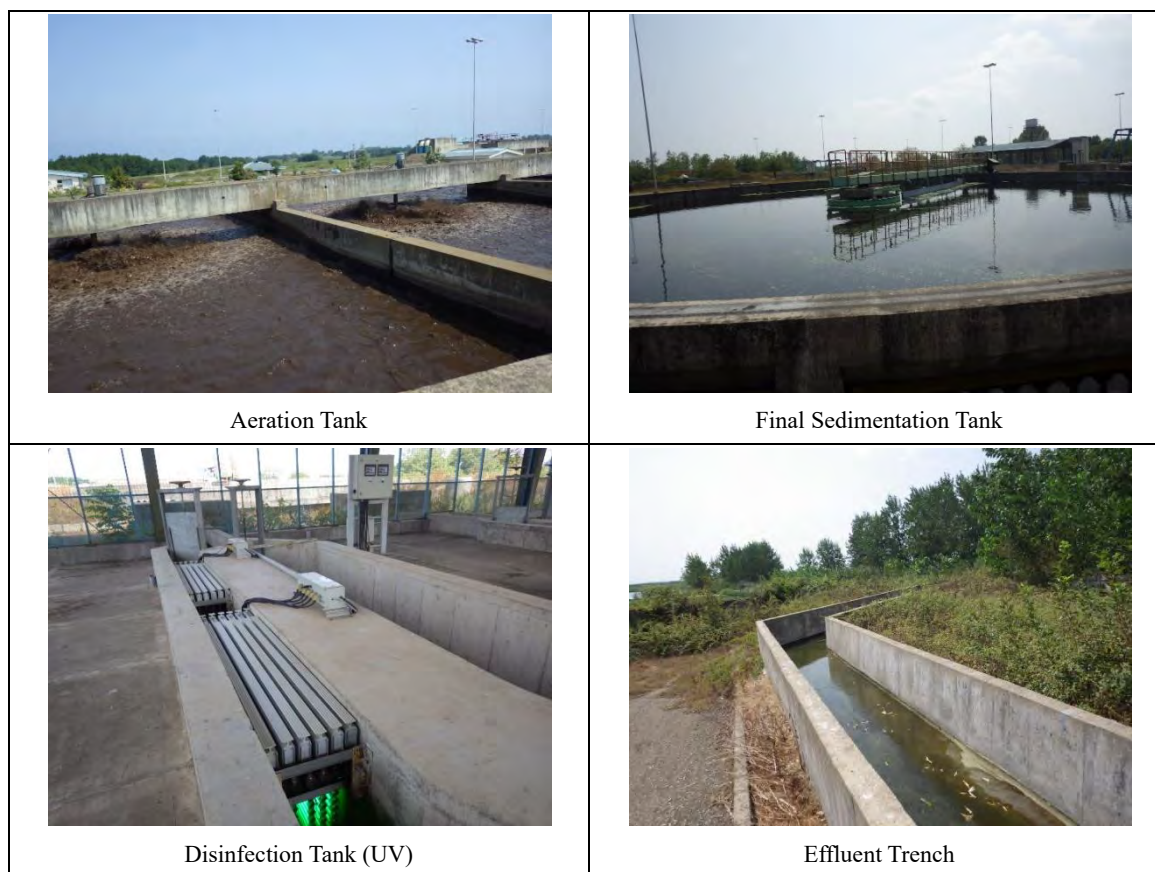 Aeration Tank
Final Sedimentation Tank
Disinfection Tank (UV)
Effluent Trench